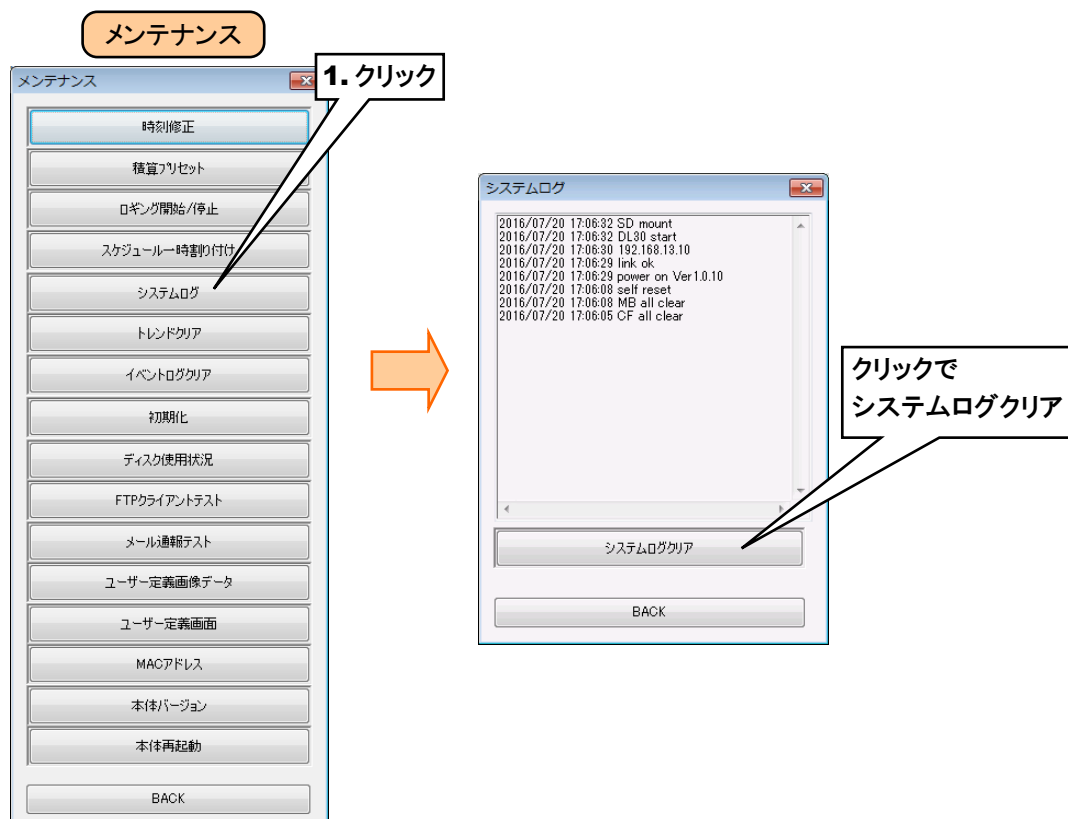 メンテナンス
メンテナンス
1. クリック
時刻修正
積算プリセット
ロギング開始/停止
スケジュール一時割り付け
システムログ
トレンドクリア
イベントログクリア
初期化
ディスク使用状況
FTPクライアントテスト
メール通報テスト
ユーザー定義画像データ
ユーザー定義画面
MACアドレス
本体バージョン
本体再起動
BACK
システムログ
2016/07/20 17:06:32 SD mount
2016/07/20 17:06:32 DL30 start
2016/07/20 17:06:30 192.168.13.10
2016/07/20 17:06:29 link ok
2016/07/20 17:06:29 power on Ver1.0.10
2016/07/20 17:06:08 self reset
2016/07/20 17:06:08 MB all clear
2016/07/20 17:06:05 CF all clear
クリックで
システムログクリア
システムログクリア
BACK